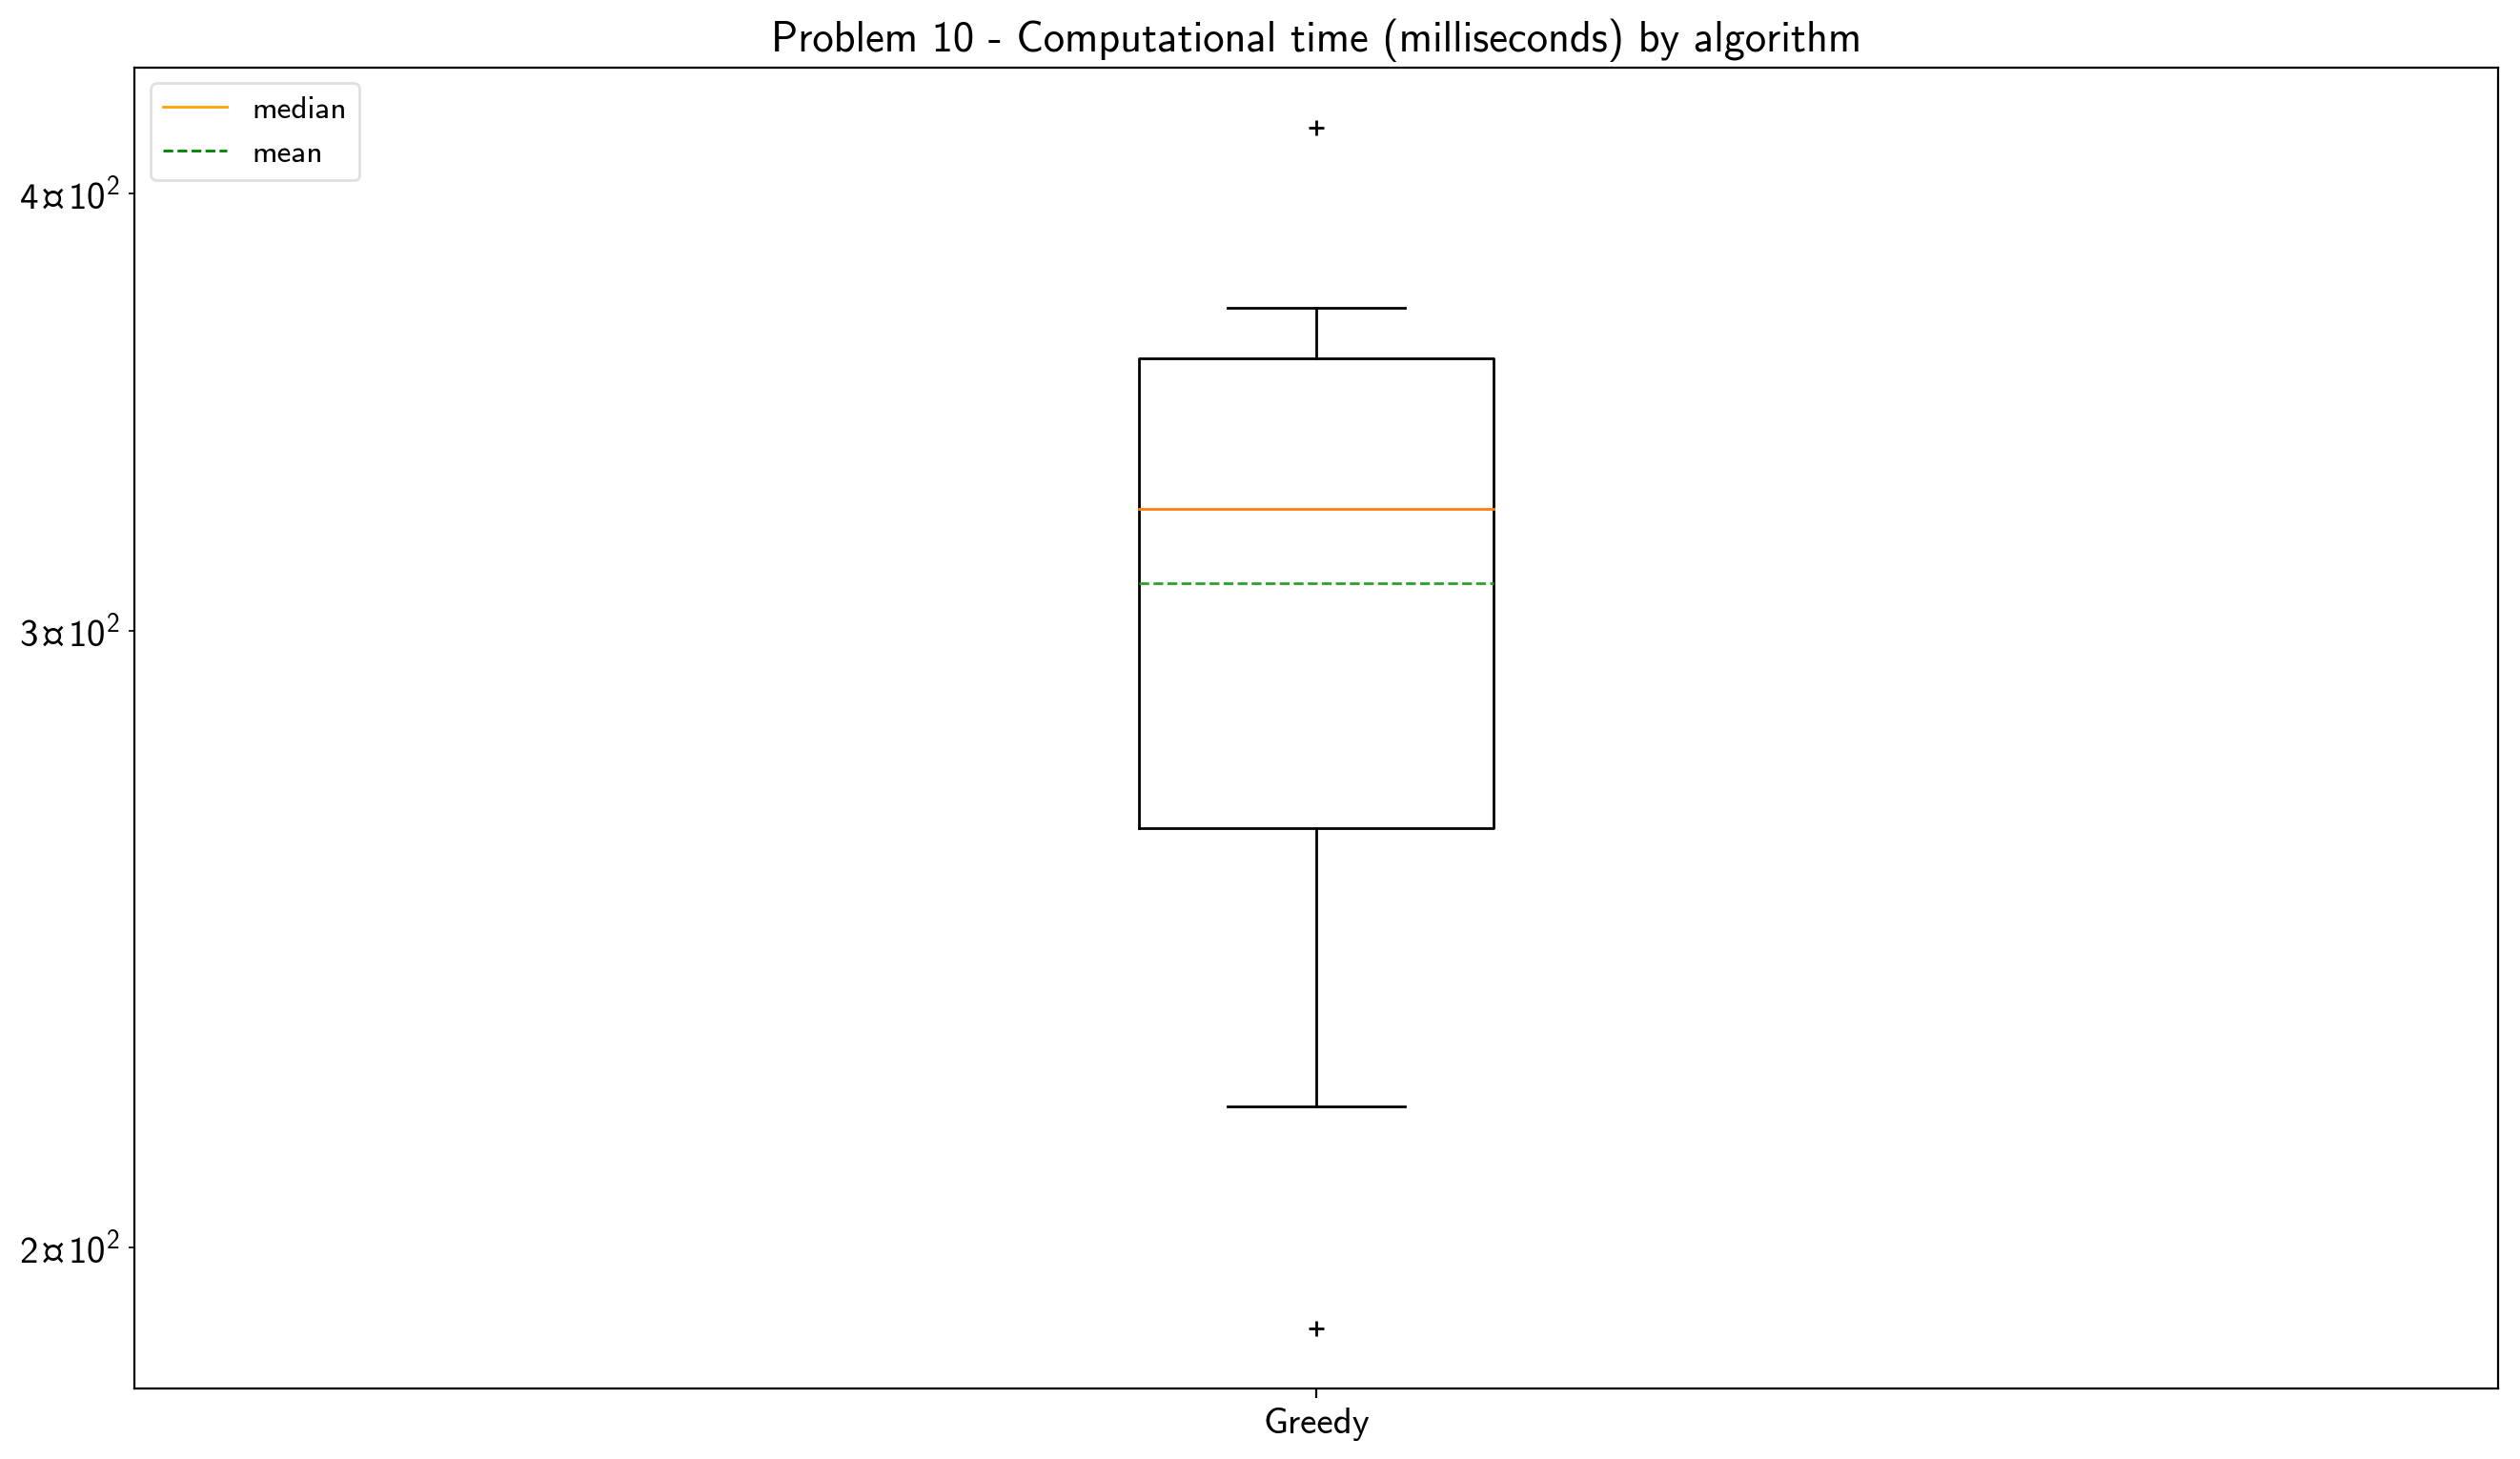 Problem 10 - Computational time (milliseconds) by algorithm
median
mean
4¤10²
3¤10²
2¤10²
Greedy